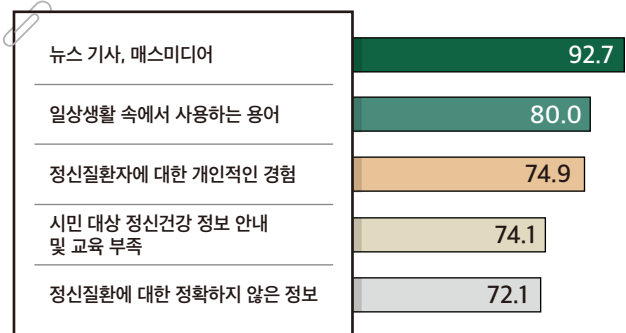 뉴스 기사, 매스미디어
92.7
일상생활 속에서 사용하는 용어
80.0
정신질환자에 대한 개인적인 경험
74.9
시민 대상 정신건강 정보 안내
및 교육 부족
74.1
정신질환에 대한 정확하지 않은 정보
72.1